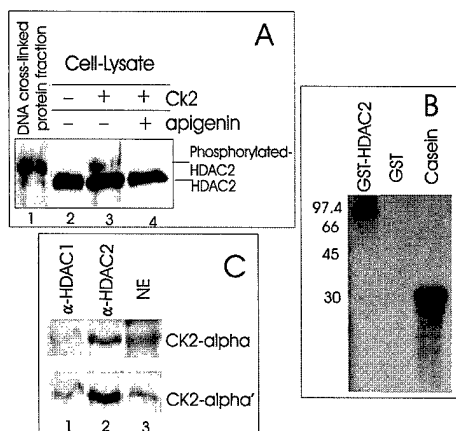 A
DNA cross-linked
protein fraction
Cell-Lysate
– + + Ck2
+ apigenin
Phosphorylated-
HDAC2
HDAC2
1 2 3 4
B
GST-HDAC2
GST
Casein
97.4
66
45
30
C
α-HDAC1
α-HDAC2
NE
CK2-alpha
CK2-alpha'
1 2 3